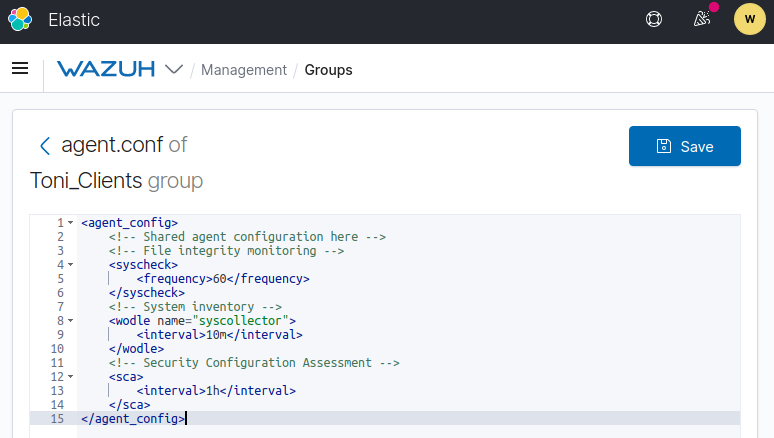 Elastic
W
WAZUH / Management / Groups
agent.conf of
Toni_Clients group
Save
1 <agent_config>
2     <!-- Shared agent configuration here -->
3     <!-- File integrity monitoring -->
4     <syscheck>
5         <frequency>60</frequency>
6     </syscheck>
7     <!-- System inventory -->
8     <wodle name="syscollector">
9         <interval>10m</interval>
10     </wodle>
11     <!-- Security Configuration Assessment -->
12     <sca>
13         <interval>1h</interval>
14     </sca>
15 </agent_config>